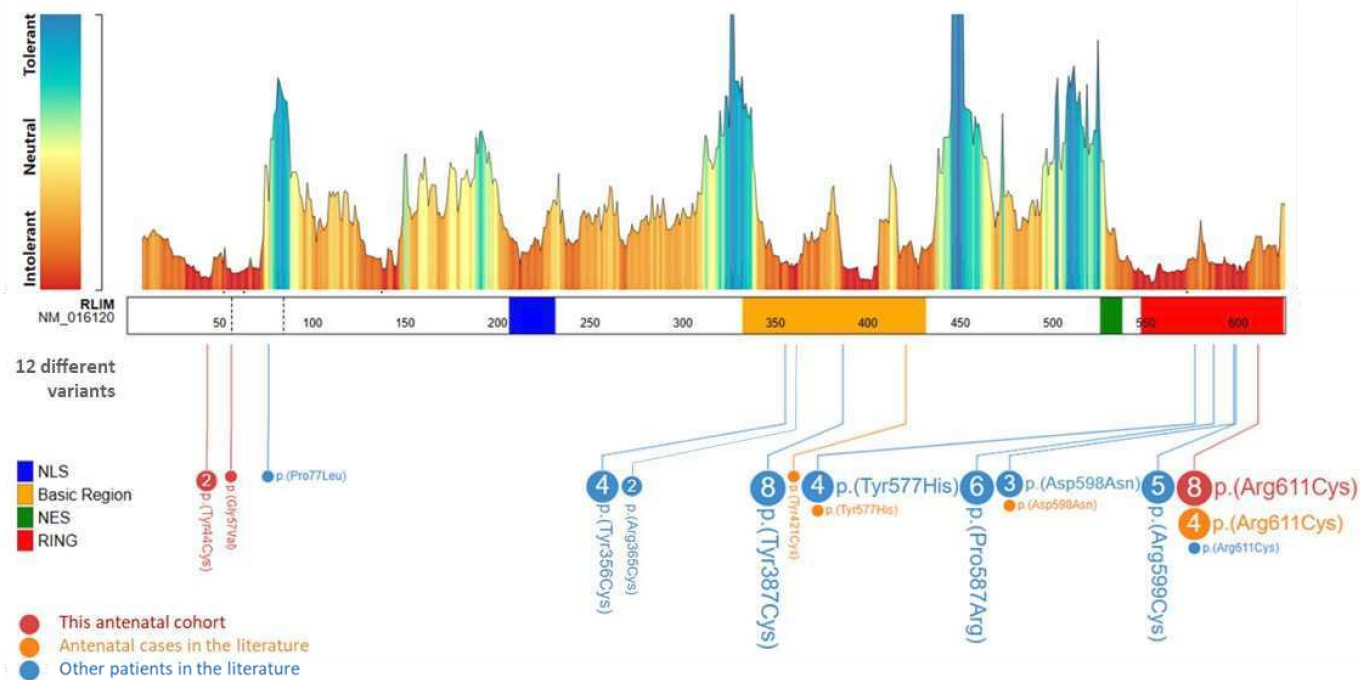 Tolerant
Neutral
Intolerant
RLIM
NM_016120
50 100 150 200 250 300 350 400 450 500 550 600
12 different
variants
NLS
Basic Region
NES
RING
2
p.(Tyr44Cys)
p.(Gly57Val)
p.(Pro77Leu)
4
p.(Tyr356Cys)
2
p.(Arg365Cys)
8
p.(Tyr387Cys)
p.(Tyr421Cys)
4 p.(Tyr577His)
p.(Tyr577His)
6
p.(Pro587Arg)
3 p.(Asp598Asn)
p.(Asp598Asn)
5
p.(Arg599Cys)
8 p.(Arg611Cys)
4 p.(Arg611Cys)
p.(Arg611Cys)
This antenatal cohort
Antenatal cases in the literature
Other patients in the literature